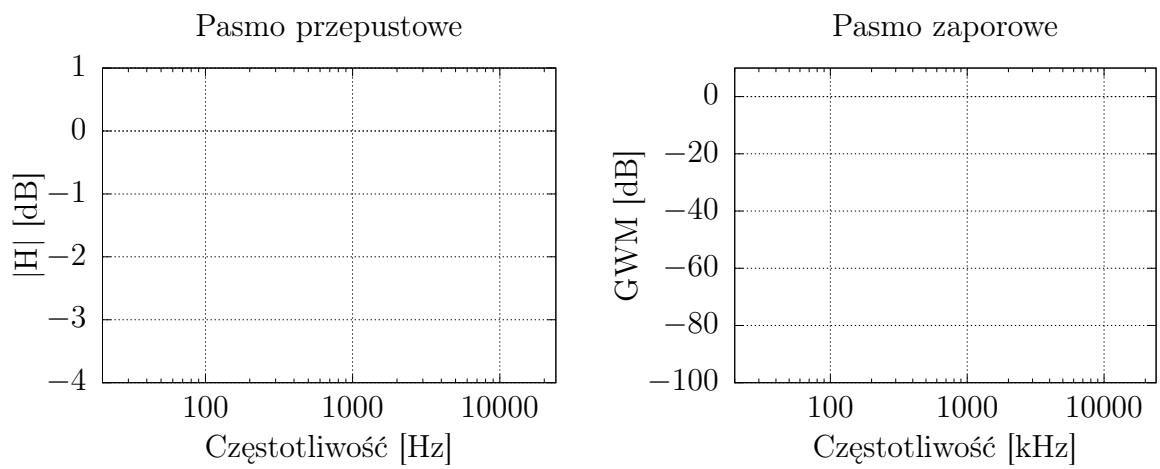 Pasmo przepustowe
1
0
−1
−2
−3
−4
|H| [dB]
100 1000 10000
Częstotliwość [Hz]
Pasmo zaporowe
0
−20
−40
−60
−80
−100
GWM [dB]
100 1000 10000
Częstotliwość [kHz]